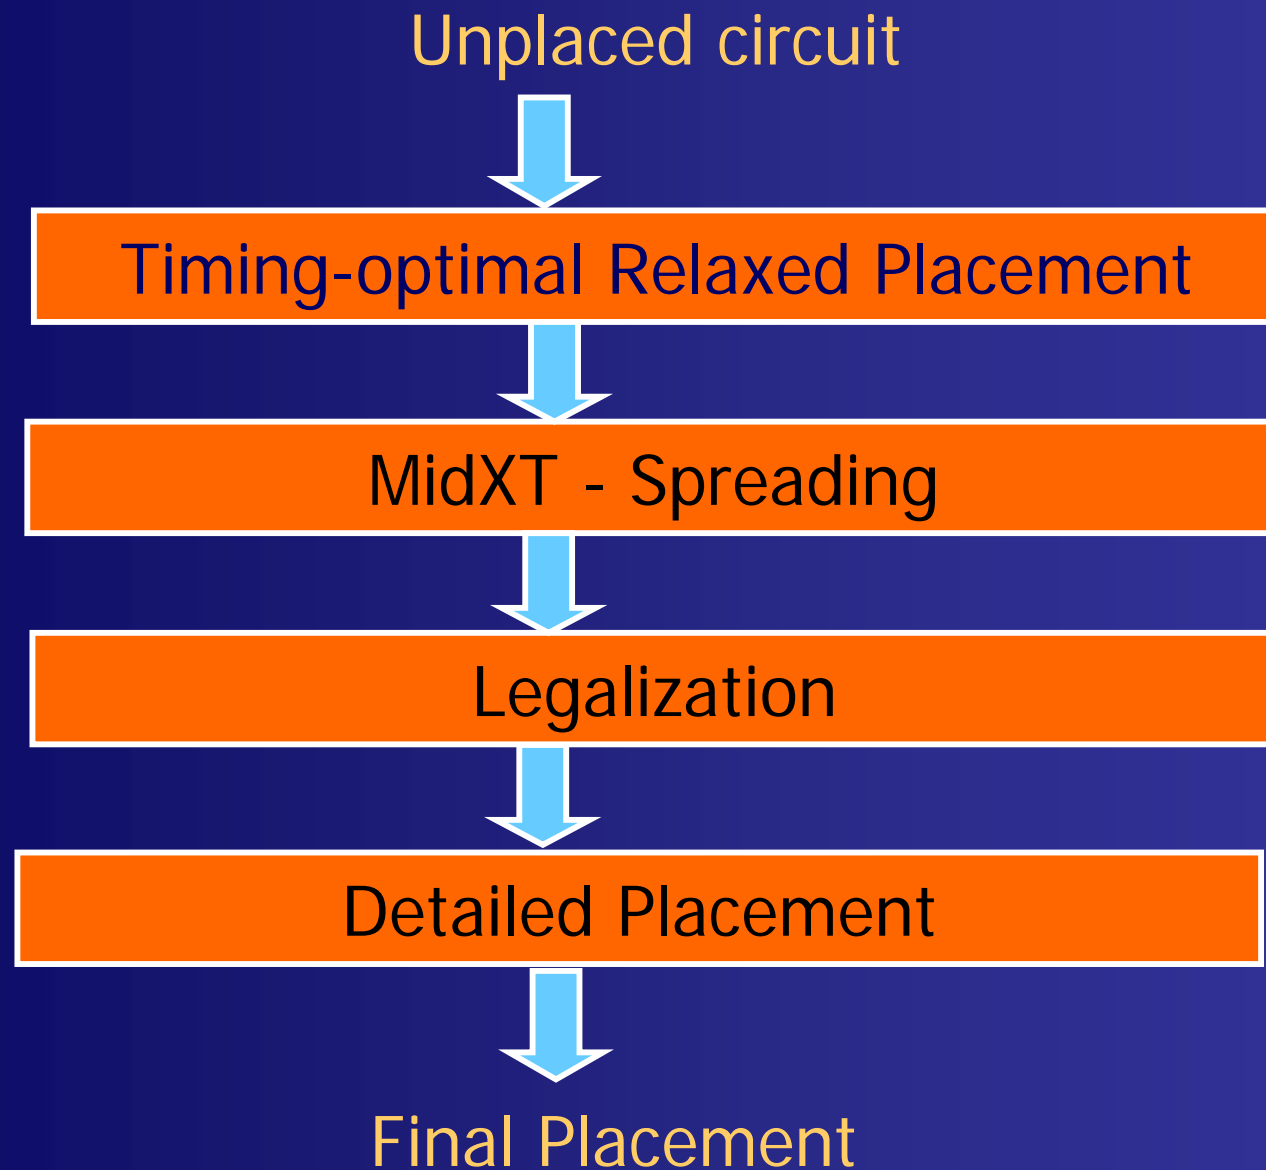 Unplaced circuit
Timing-optimal Relaxed Placement
MidXT - Spreading
Legalization
Detailed Placement
Final Placement